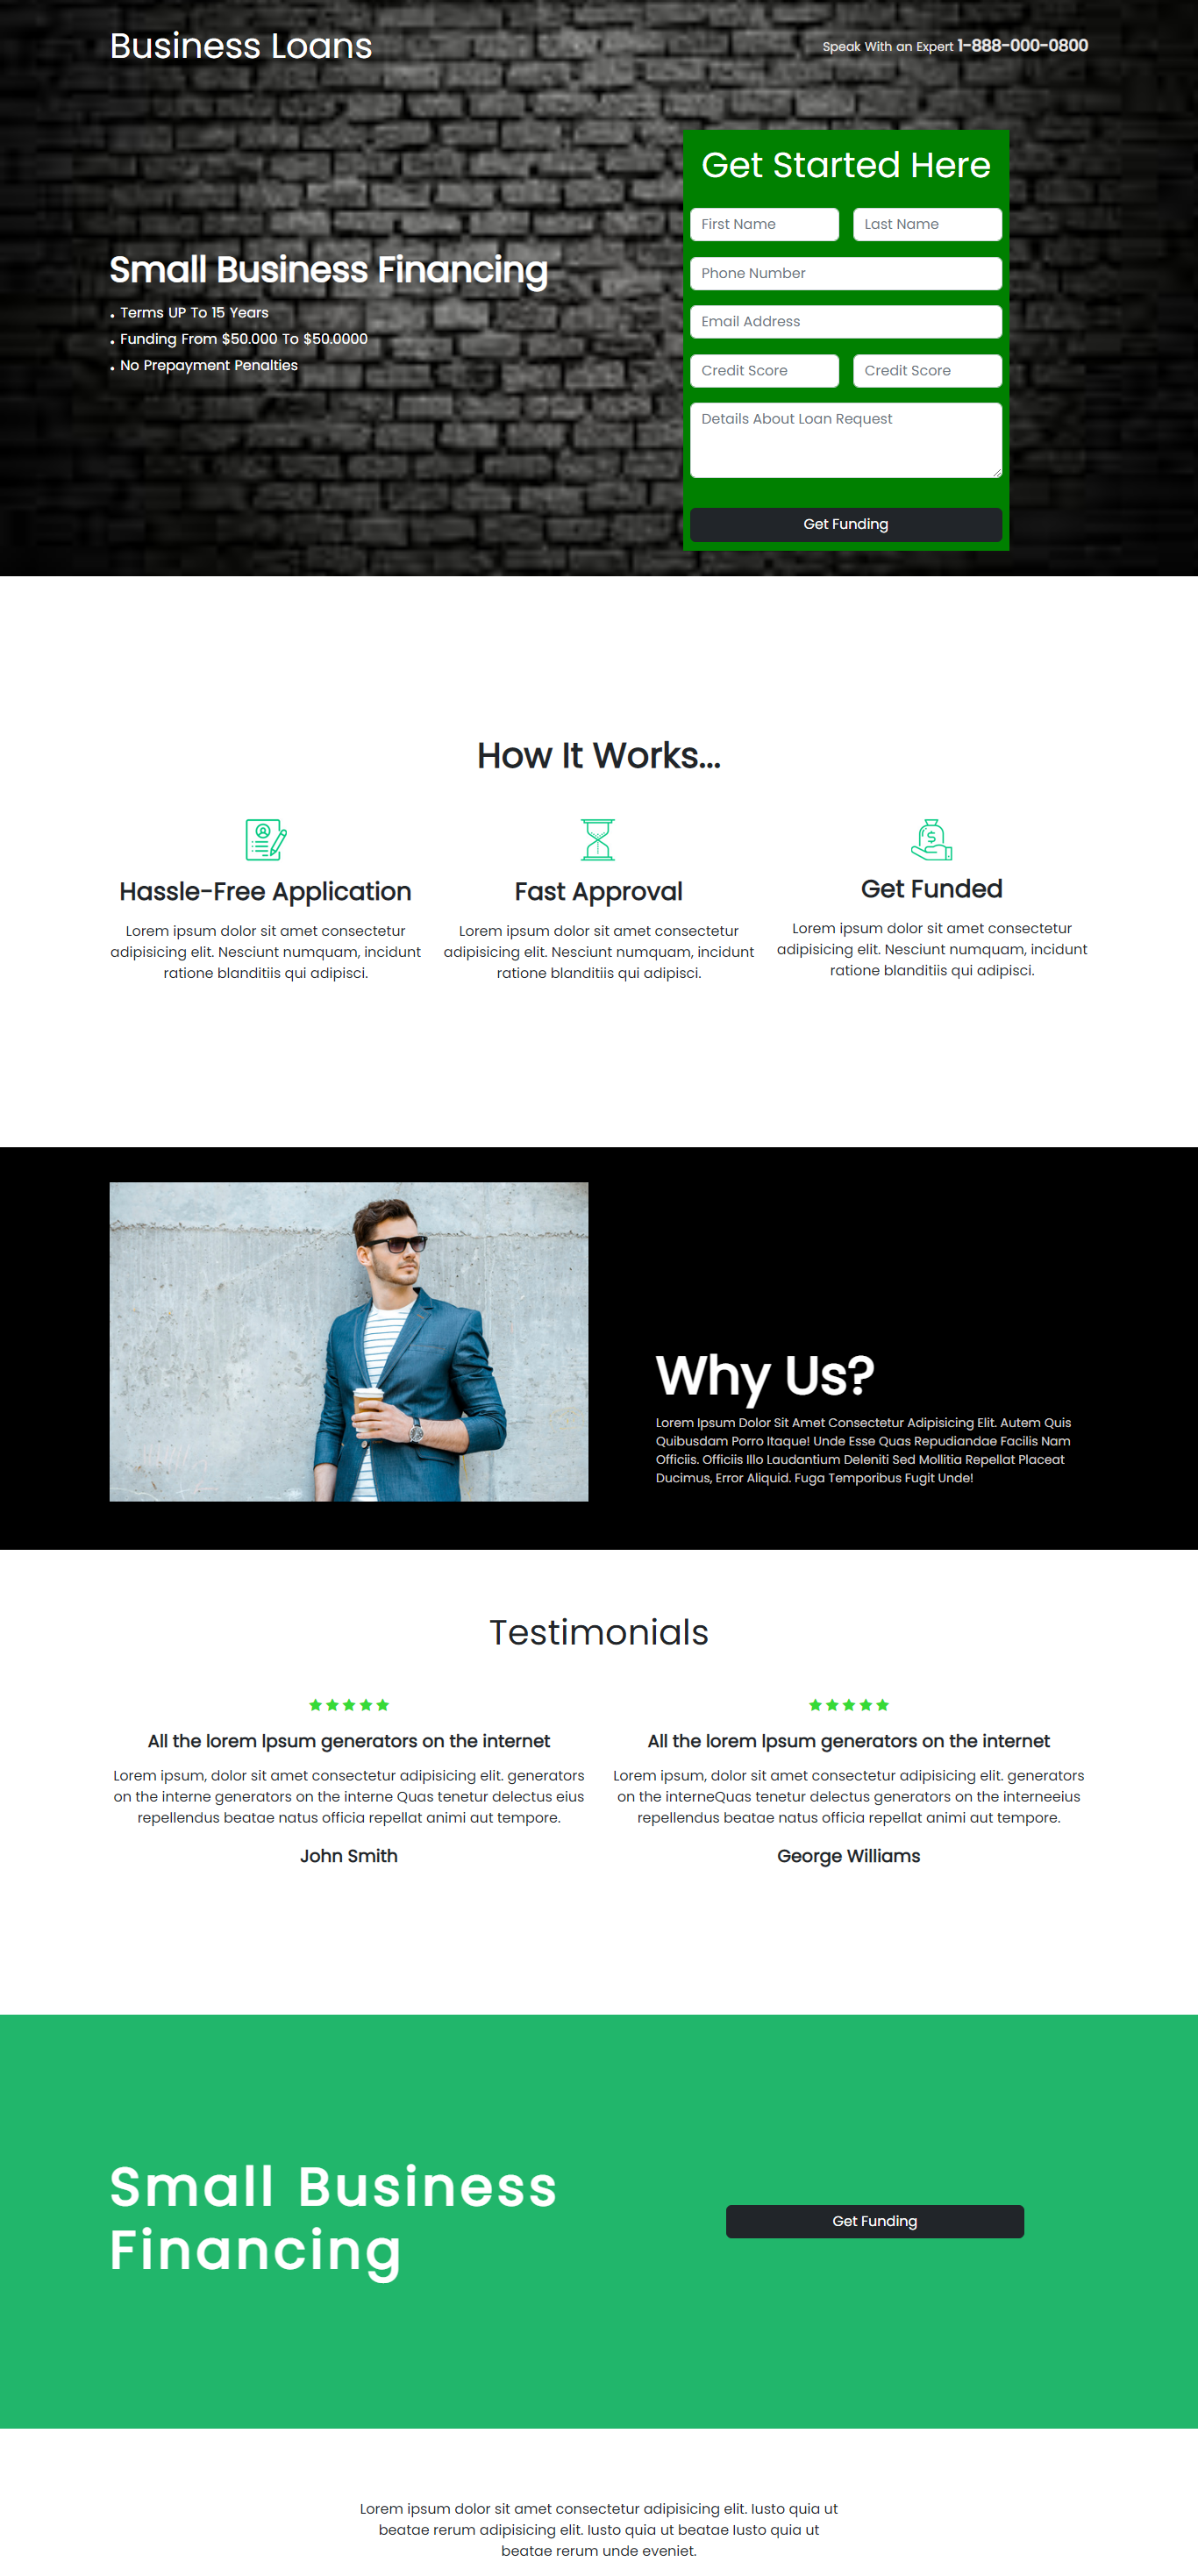 Business Loans
Speak With an Expert 1-888-000-0800
Small Business Financing
• Terms UP To 15 Years
• Funding From $50.000 To $50.0000
• No Prepayment Penalties
Get Started Here
First Name
Last Name
Phone Number
Email Address
Credit Score
Credit Score
Details About Loan Request
Get Funding
How It Works...
Hassle-Free Application
Lorem ipsum dolor sit amet consectetur
adipisicing elit. Nesciunt numquam, incidunt
ratione blanditiis qui adipisci.
Fast Approval
Lorem ipsum dolor sit amet consectetur
adipisicing elit. Nesciunt numquam, incidunt
ratione blanditiis qui adipisci.
Get Funded
Lorem ipsum dolor sit amet consectetur
adipisicing elit. Nesciunt numquam, incidunt
ratione blanditiis qui adipisci.
Why Us?
Lorem Ipsum Dolor Sit Amet Consectetur Adipisicing Elit. Autem Quis
Quibusdam Porro Itaque! Unde Esse Quas Repudiandae Facilis Nam
Officiis. Officiis Illo Laudantium Deleniti Sed Mollitia Repellat Placeat
Ducimus, Error Aliquid. Fuga Temporibus Fugit Unde!
Testimonials
All the lorem Ipsum generators on the internet
Lorem ipsum, dolor sit amet consectetur adipisicing elit. generators
on the interne generators on the interne Quas tenetur delectus eius
repellendus beatae natus officia repellat animi aut tempore.
John Smith
All the lorem Ipsum generators on the internet
Lorem ipsum, dolor sit amet consectetur adipisicing elit. generators
on the interneQuas tenetur delectus generators on the interneeius
repellendus beatae natus officia repellat animi aut tempore.
George Williams
Small Business
Financing
Get Funding
Lorem ipsum dolor sit amet consectetur adipisicing elit. Iusto quia ut
beatae rerum adipisicing elit. Iusto quia ut beatae Iusto quia ut
beatae rerum unde eveniet.